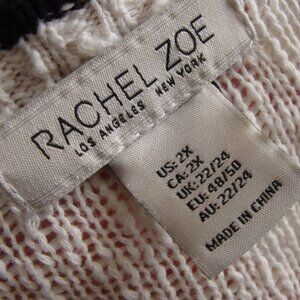 RACHEL ZOE
LOS ANGELES NEW YORK
US: 2X
CA: 2X
UK: 22/24
EU: 48/50
AU: 22/24
MADE IN CHINA